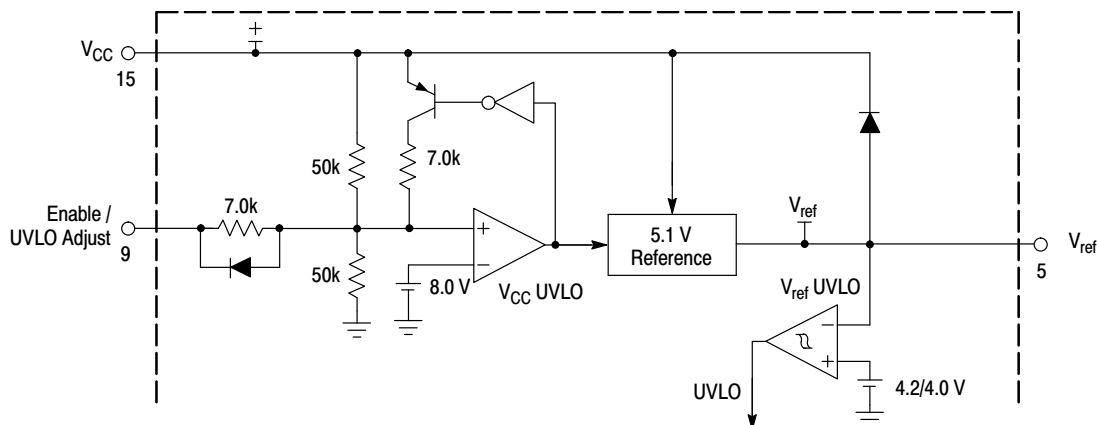 +
VCC
15
50k
7.0k
Enable /
UVLO Adjust
9
7.0k
50k
+
−
8.0 V
VCC UVLO
5.1 V
Reference
Vref
Vref
5
Vref UVLO
−
+
UVLO
4.2/4.0 V